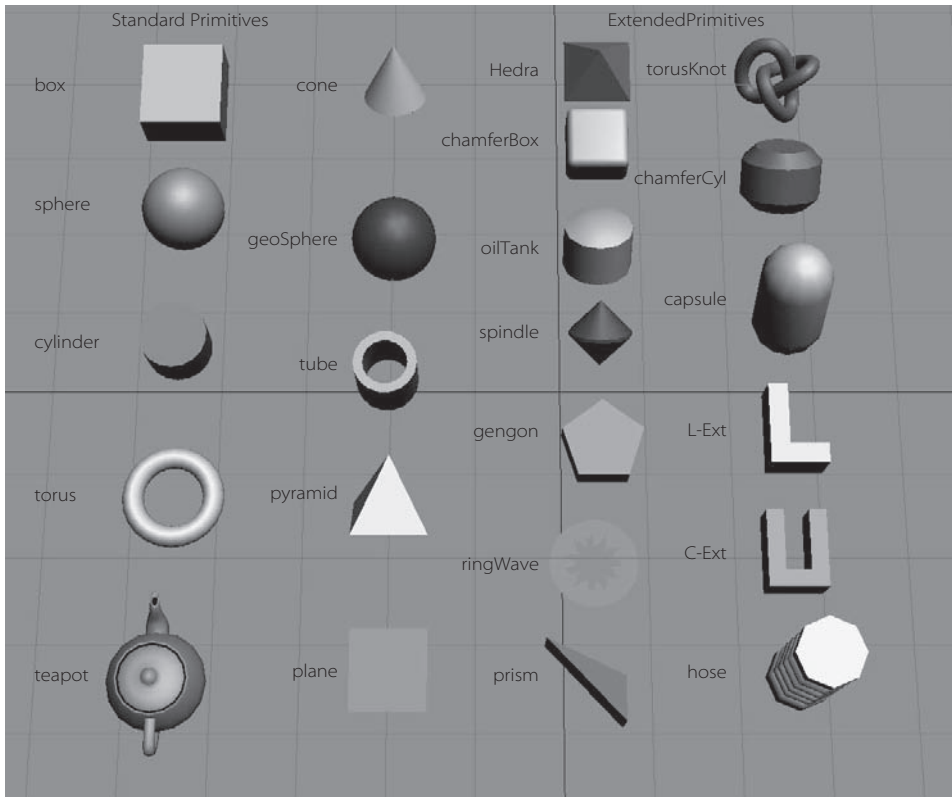 Standard Primitives
ExtendedPrimitives
box
cone
Hedra
torusKnot
chamferBox
chamferCyl
sphere
geoSphere
oilTank
capsule
cylinder
tube
spindle
gengon
L-Ext
torus
pyramid
ringWave
C-Ext
teapot
plane
prism
hose